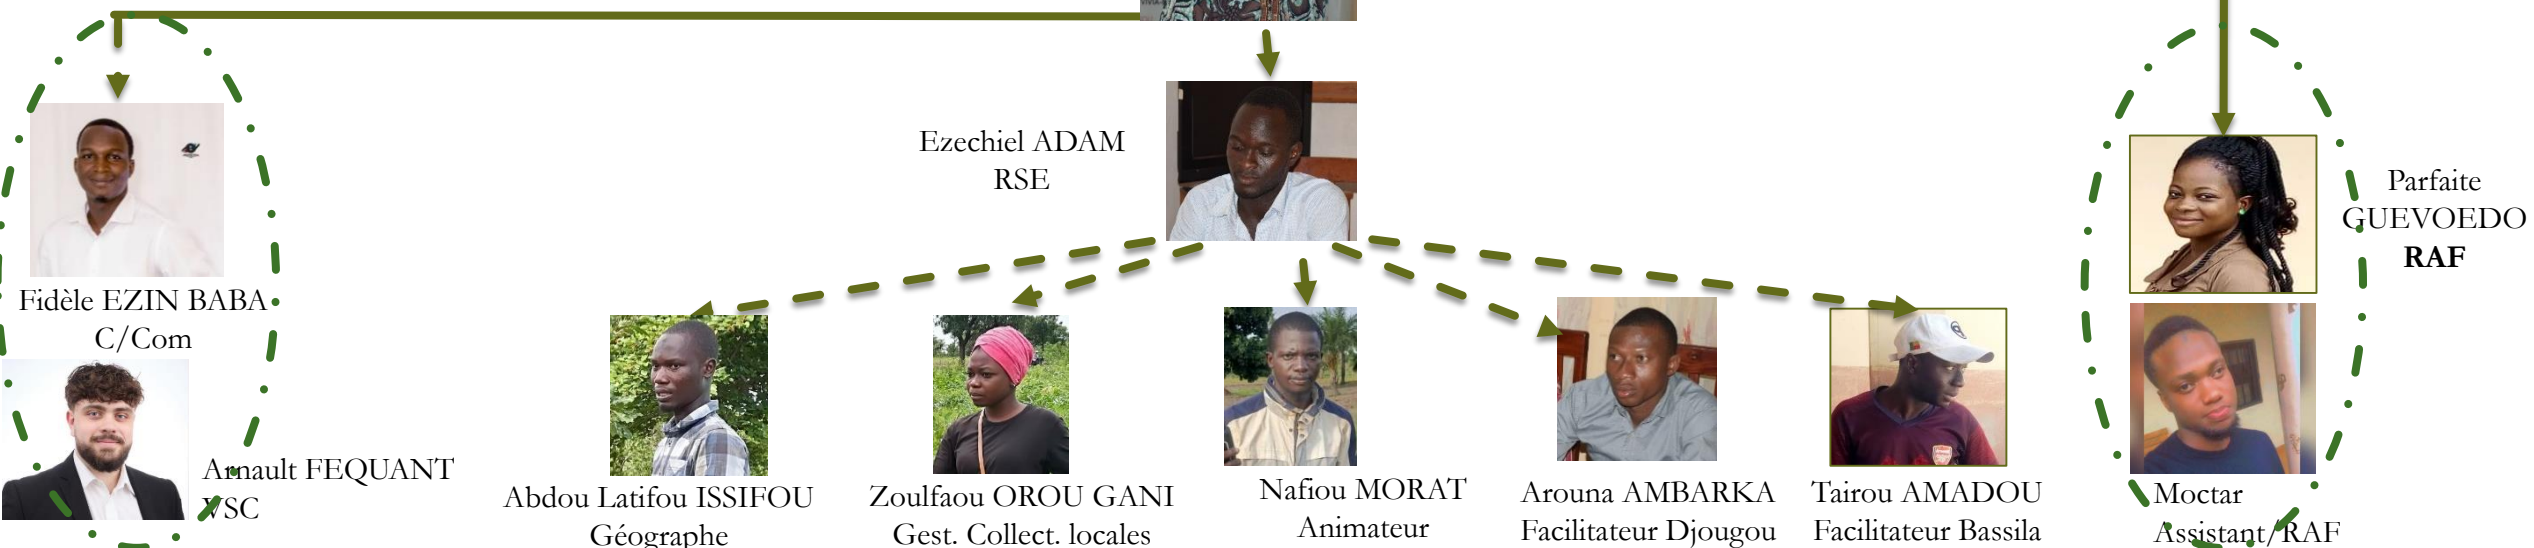 Ezechiel ADAM
RSE
Parfaite
GUEVOEDO
RAF
Fidèle EZIN BABA
C/Com
Arnault FEQUANT
VSC
Abdou Latifou ISSIFOU
Géographe
Zoulfaou OROU GANI
Gest. Collect. locales
Nafiou MORAT
Animateur
Arouna AMBARKA
Facilitateur Djougou
Tairou AMADOU
Facilitateur Bassila
Moctar
Assistant/RAF